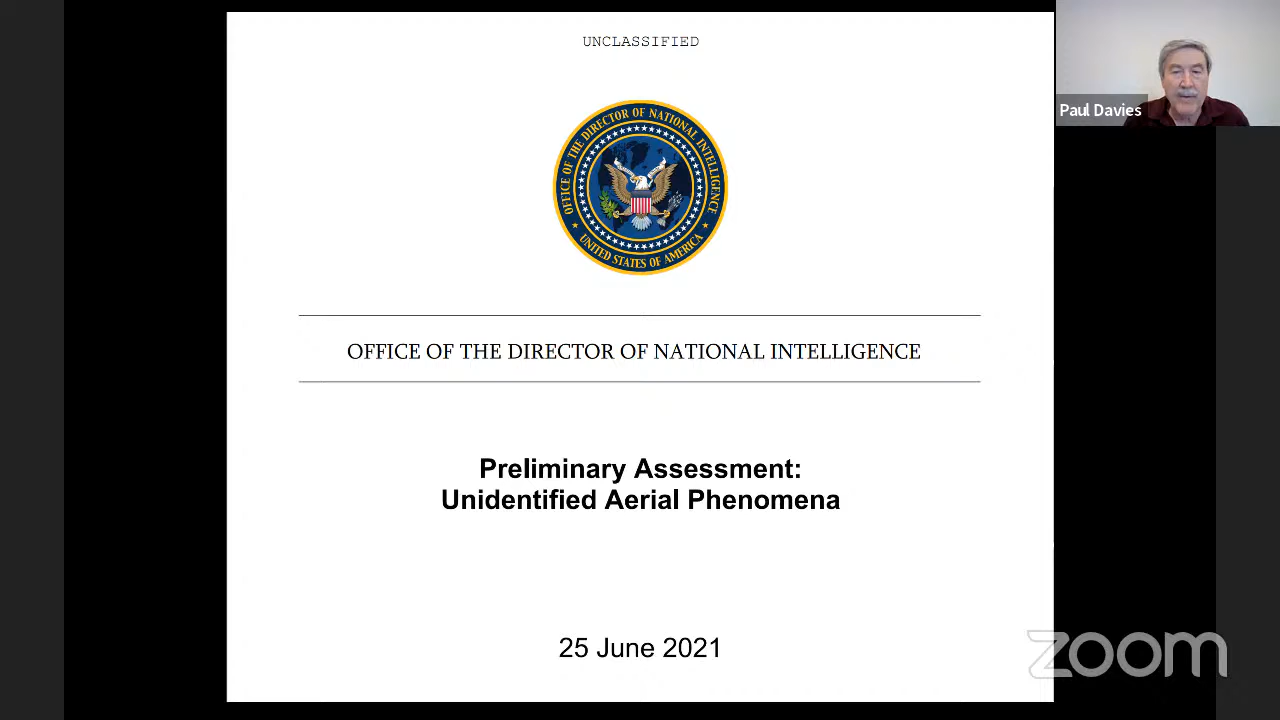 UNCLASSIFIED
OFFICE OF THE DIRECTOR OF NATIONAL INTELLIGENCE
UNITED STATES OF AMERICA
Paul Davies
OFFICE OF THE DIRECTOR OF NATIONAL INTELLIGENCE
Preliminary Assessment:
Unidentified Aerial Phenomena
25 June 2021
zoom